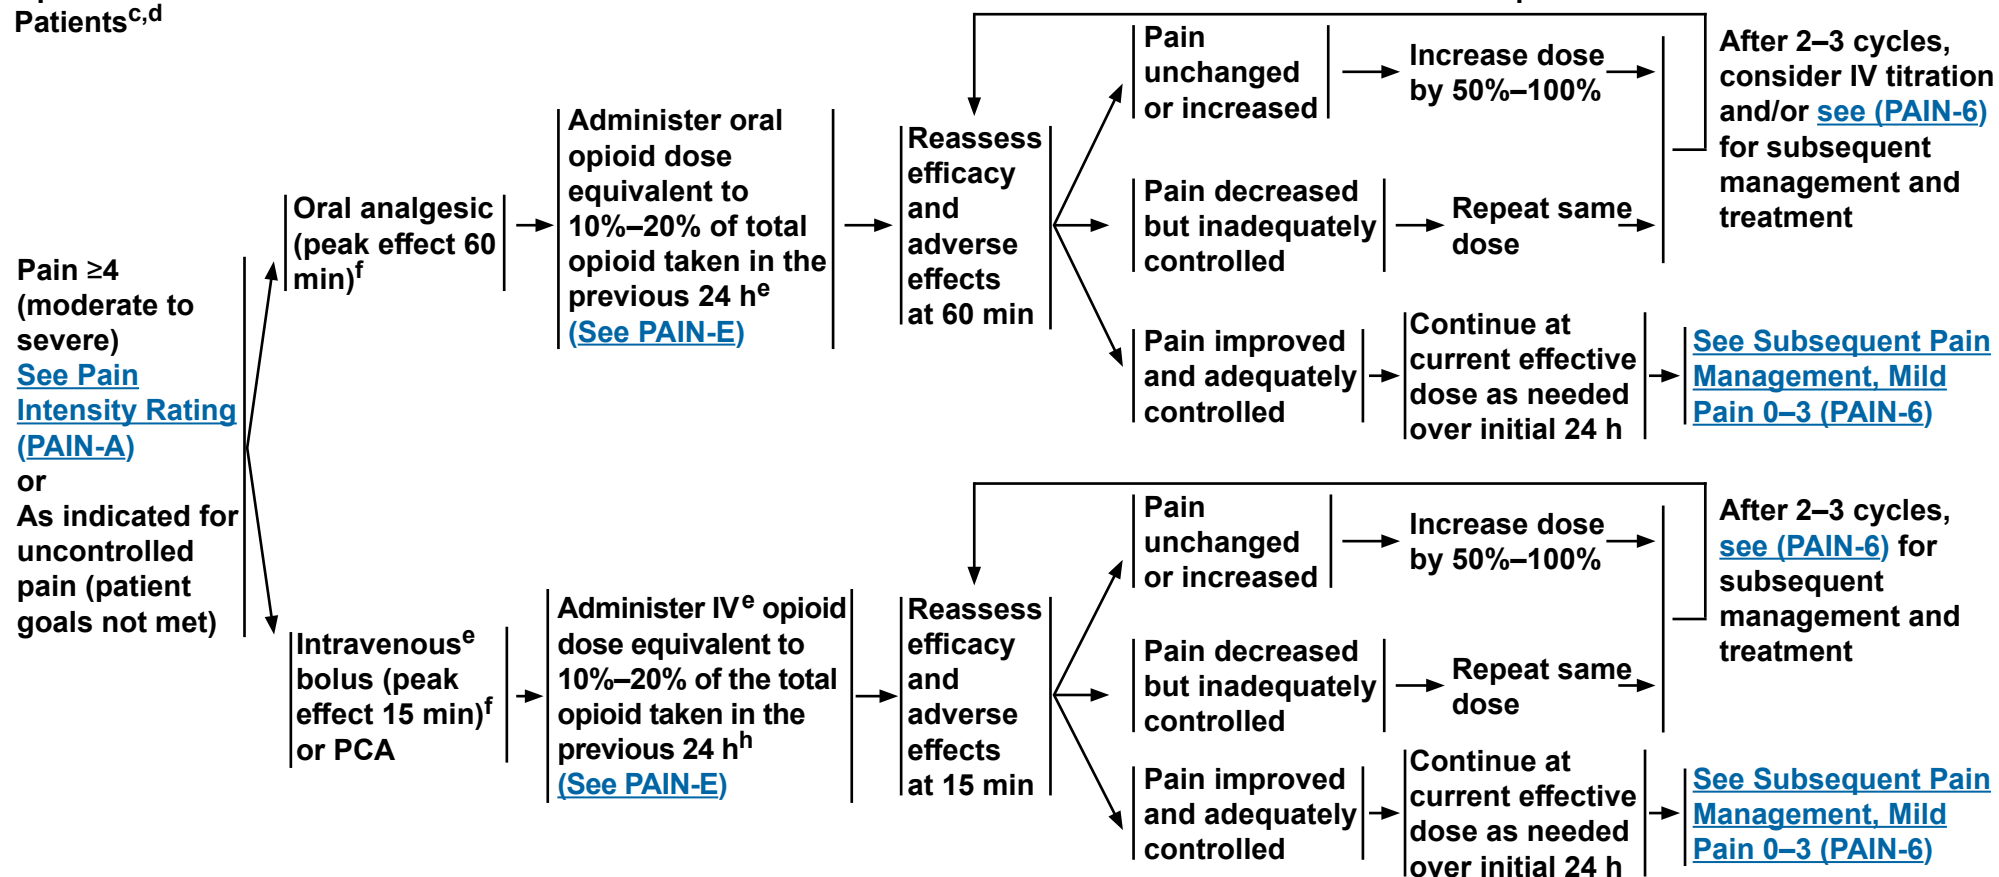 Patientsc,d
Pain ≥4
(moderate to
severe)
See Pain
Intensity Rating
(PAIN-A)
or
As indicated for
uncontrolled
pain (patient
goals not met)
Oral analgesic
(peak effect 60
min)f
Administer oral
opioid dose
equivalent to
10%–20% of total
opioid taken in the
previous 24 he
(See PAIN-E)
Reassess
efficacy
and
adverse
effects
at 60 min
Pain
unchanged
or increased
Increase dose
by 50%–100%
Pain decreased
but inadequately
controlled
Repeat same
dose
After 2–3 cycles,
consider IV titration
and/or see (PAIN-6)
for subsequent
management and
treatment
Pain improved
and adequately
controlled
Continue at
current effective
dose as needed
over initial 24 h
See Subsequent Pain
Management, Mild
Pain 0–3 (PAIN-6)
Intravenouse
bolus (peak
effect 15 min)f
or PCA
Administer IVe opioid
dose equivalent to
10%–20% of the total
opioid taken in the
previous 24 hh
(See PAIN-E)
Reassess
efficacy
and
adverse
effects
at 15 min
Pain
unchanged
or increased
Increase dose
by 50%–100%
Pain decreased
but inadequately
controlled
Repeat same
dose
After 2–3 cycles,
see (PAIN-6) for
subsequent
management and
treatment
Pain improved
and adequately
controlled
Continue at
current effective
dose as needed
over initial 24 h
See Subsequent Pain
Management, Mild
Pain 0–3 (PAIN-6)